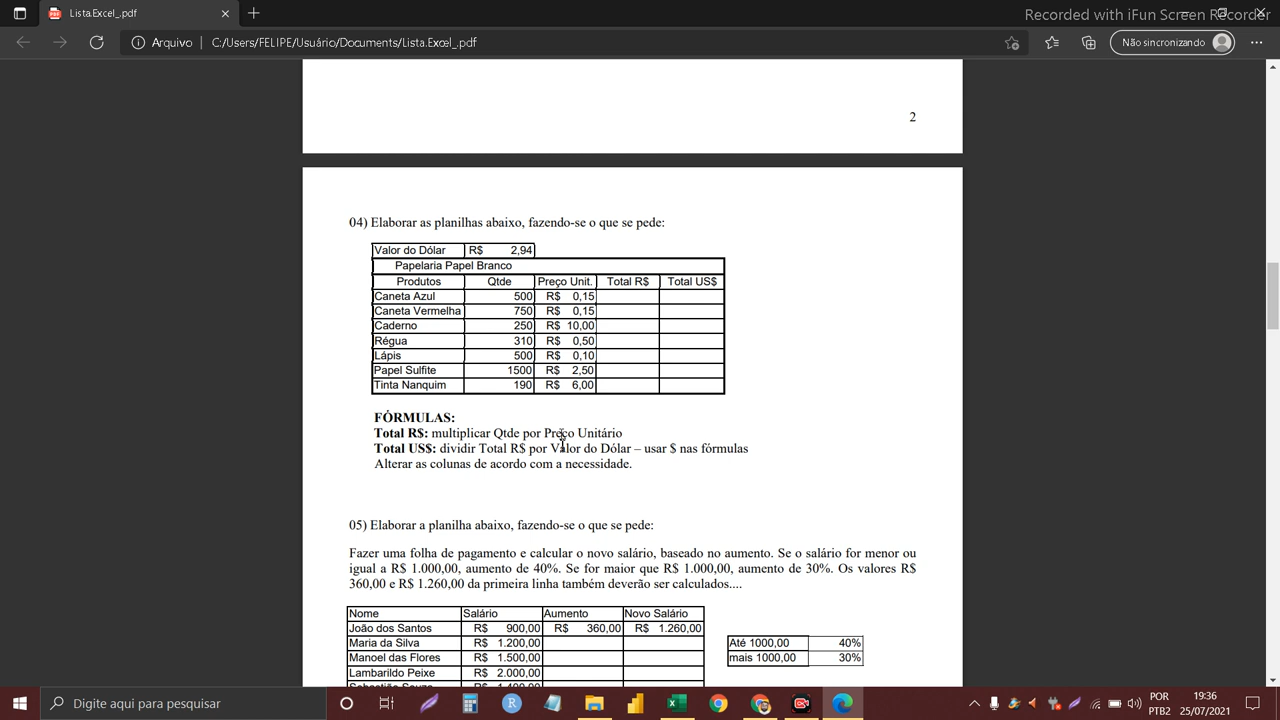 Lista.Excel_.pdf
Recorded with iFun Screen Recorder
Arquivo | C:/Users/FELIPE/Usuário/Documents/Lista.Excel_.pdf
Não sincronizando
2
04) Elaborar as planilhas abaixo, fazendo-se o que se pede:
Valor do Dólar R$ 2,94
Papelaria Papel Branco
Produtos Qtde Preço Unit. Total R$ Total US$
Caneta Azul 500 R$ 0,15
Caneta Vermelha 750 R$ 0,15
Caderno 250 R$ 10,00
Régua 310 R$ 0,50
Lápis 500 R$ 0,10
Papel Sulfite 1500 R$ 2,50
Tinta Nanquim 190 R$ 6,00
FÓRMULAS:
Total R$: multiplicar Qtde por Preço Unitário
Total US$: dividir Total R$ por Valor do Dólar – usar $ nas fórmulas
Alterar as colunas de acordo com a necessidade.
05) Elaborar a planilha abaixo, fazendo-se o que se pede:
Fazer uma folha de pagamento e calcular o novo salário, baseado no aumento. Se o salário for menor ou
igual a R$ 1.000,00, aumento de 40%. Se for maior que R$ 1.000,00, aumento de 30%. Os valores R$
360,00 e R$ 1.260,00 da primeira linha também deverão ser calculados....
Nome Salário Aumento Novo Salário
João dos Santos R$ 900,00 R$ 360,00 R$ 1.260,00
Maria da Silva R$ 1.200,00
Até 1000,00 40%
Manoel das Flores R$ 1.500,00
mais 1000,00 30%
Lambarildo Peixe R$ 2.000,00
Digite aqui para pesquisar
POR
PTB2
19:36
25/07/2021